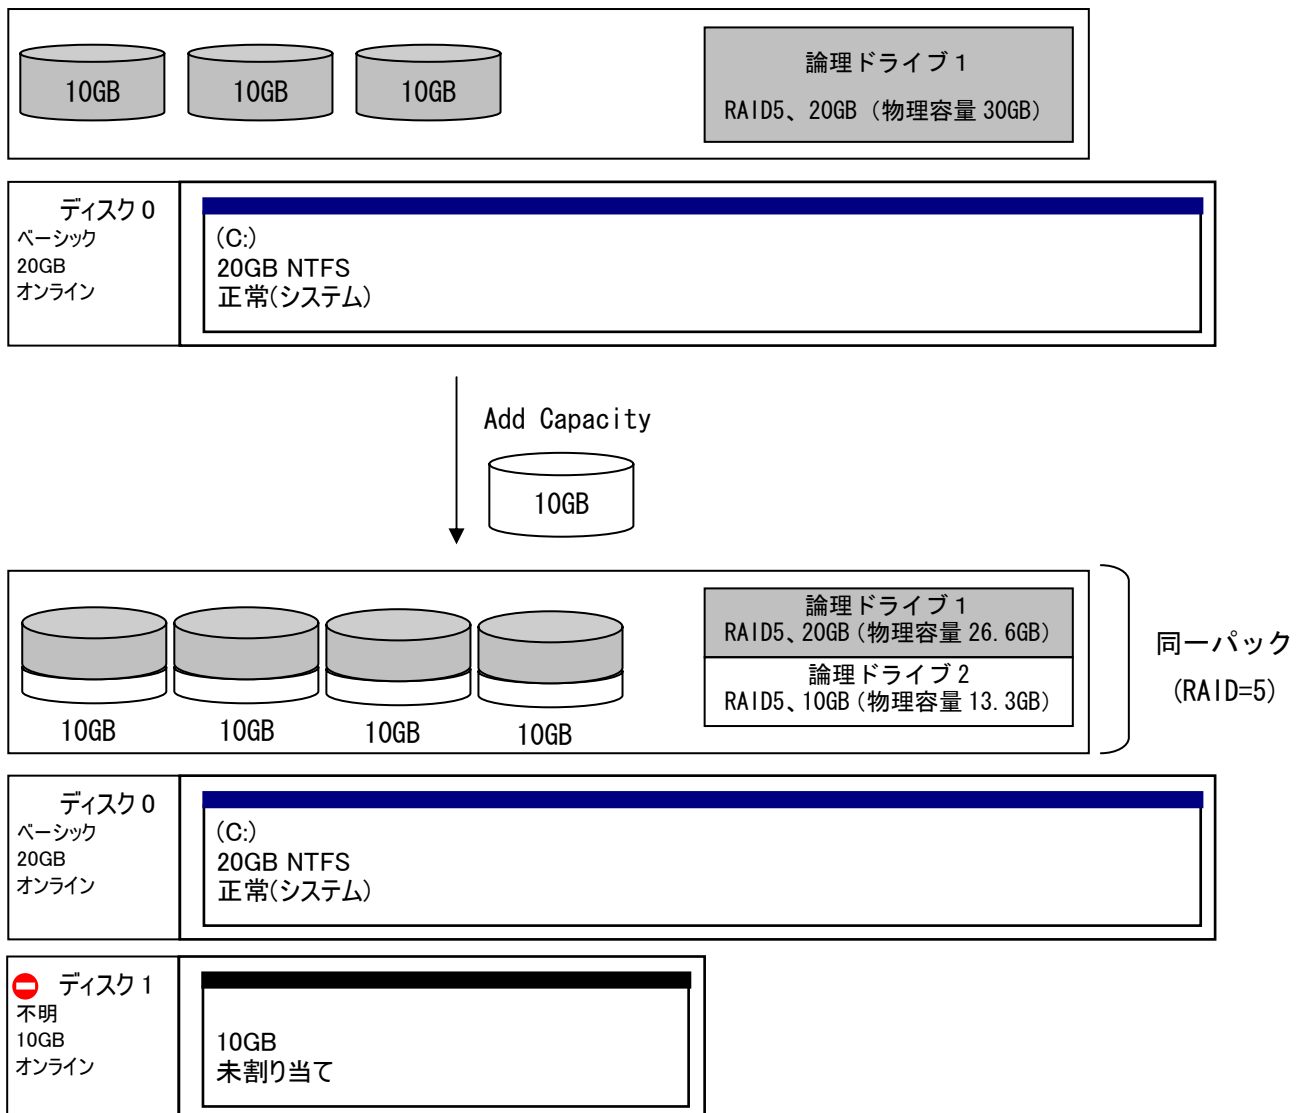 10GB
10GB
10GB
論理ドライブ１
RAID5、20GB（物理容量 30GB）
ディスク 0
ベーシック
20GB
オンライン
(C:)
20GB NTFS
正常(システム)
Add Capacity
10GB
論理ドライブ１
RAID5、20GB（物理容量 26.6GB）
論理ドライブ２
RAID5、10GB（物理容量 13.3GB）
10GB
10GB
10GB
10GB
同一パック
(RAID=5)
ディスク 0
ベーシック
20GB
オンライン
(C:)
20GB NTFS
正常(システム)
ディスク 1
不明
10GB
オンライン
10GB
未割り当て